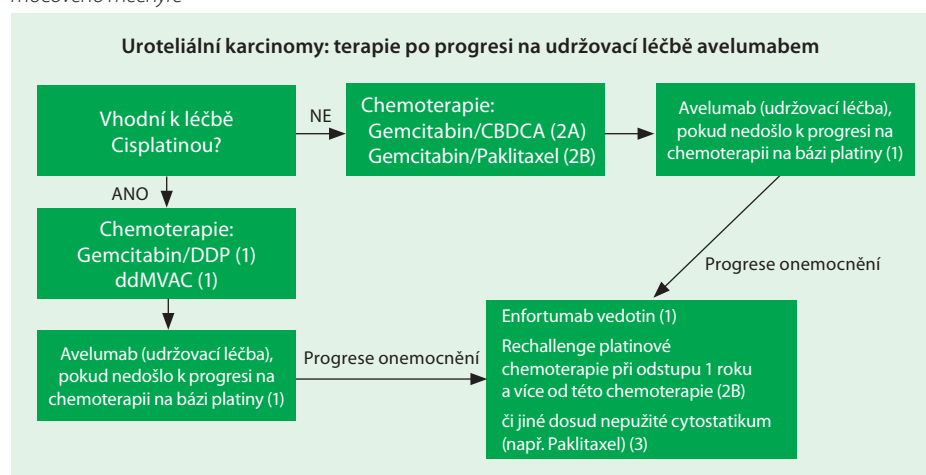 močového měchýře
Uroteliální karcinomy: terapie po progresi na udržovací léčbě avelumabem
Vhodní k léčbě
Cisplatinou?
NE
Chemoterapie:
Gemcitabin/CBDCA (2A)
Gemcitabin/Paklitaxel (2B)
Avelumab (udržovací léčba),
pokud nedošlo k progresi na
chemoterapii na bázi platiny (1)
ANO
Chemoterapie:
Gemcitabin/DDP (1)
ddMVAC (1)
Progrese onemocnění
Avelumab (udržovací léčba),
pokud nedošlo k progresi na
chemoterapii na bázi platiny (1)
Progrese onemocnění
Enfortumab vedotin (1)
Rechallenge platinové
chemoterapie při odstupu 1 roku
a více od této chemoterapie (2B)
či jiné dosud nepužité cytostatikum
(např. Paklitaxel) (3)